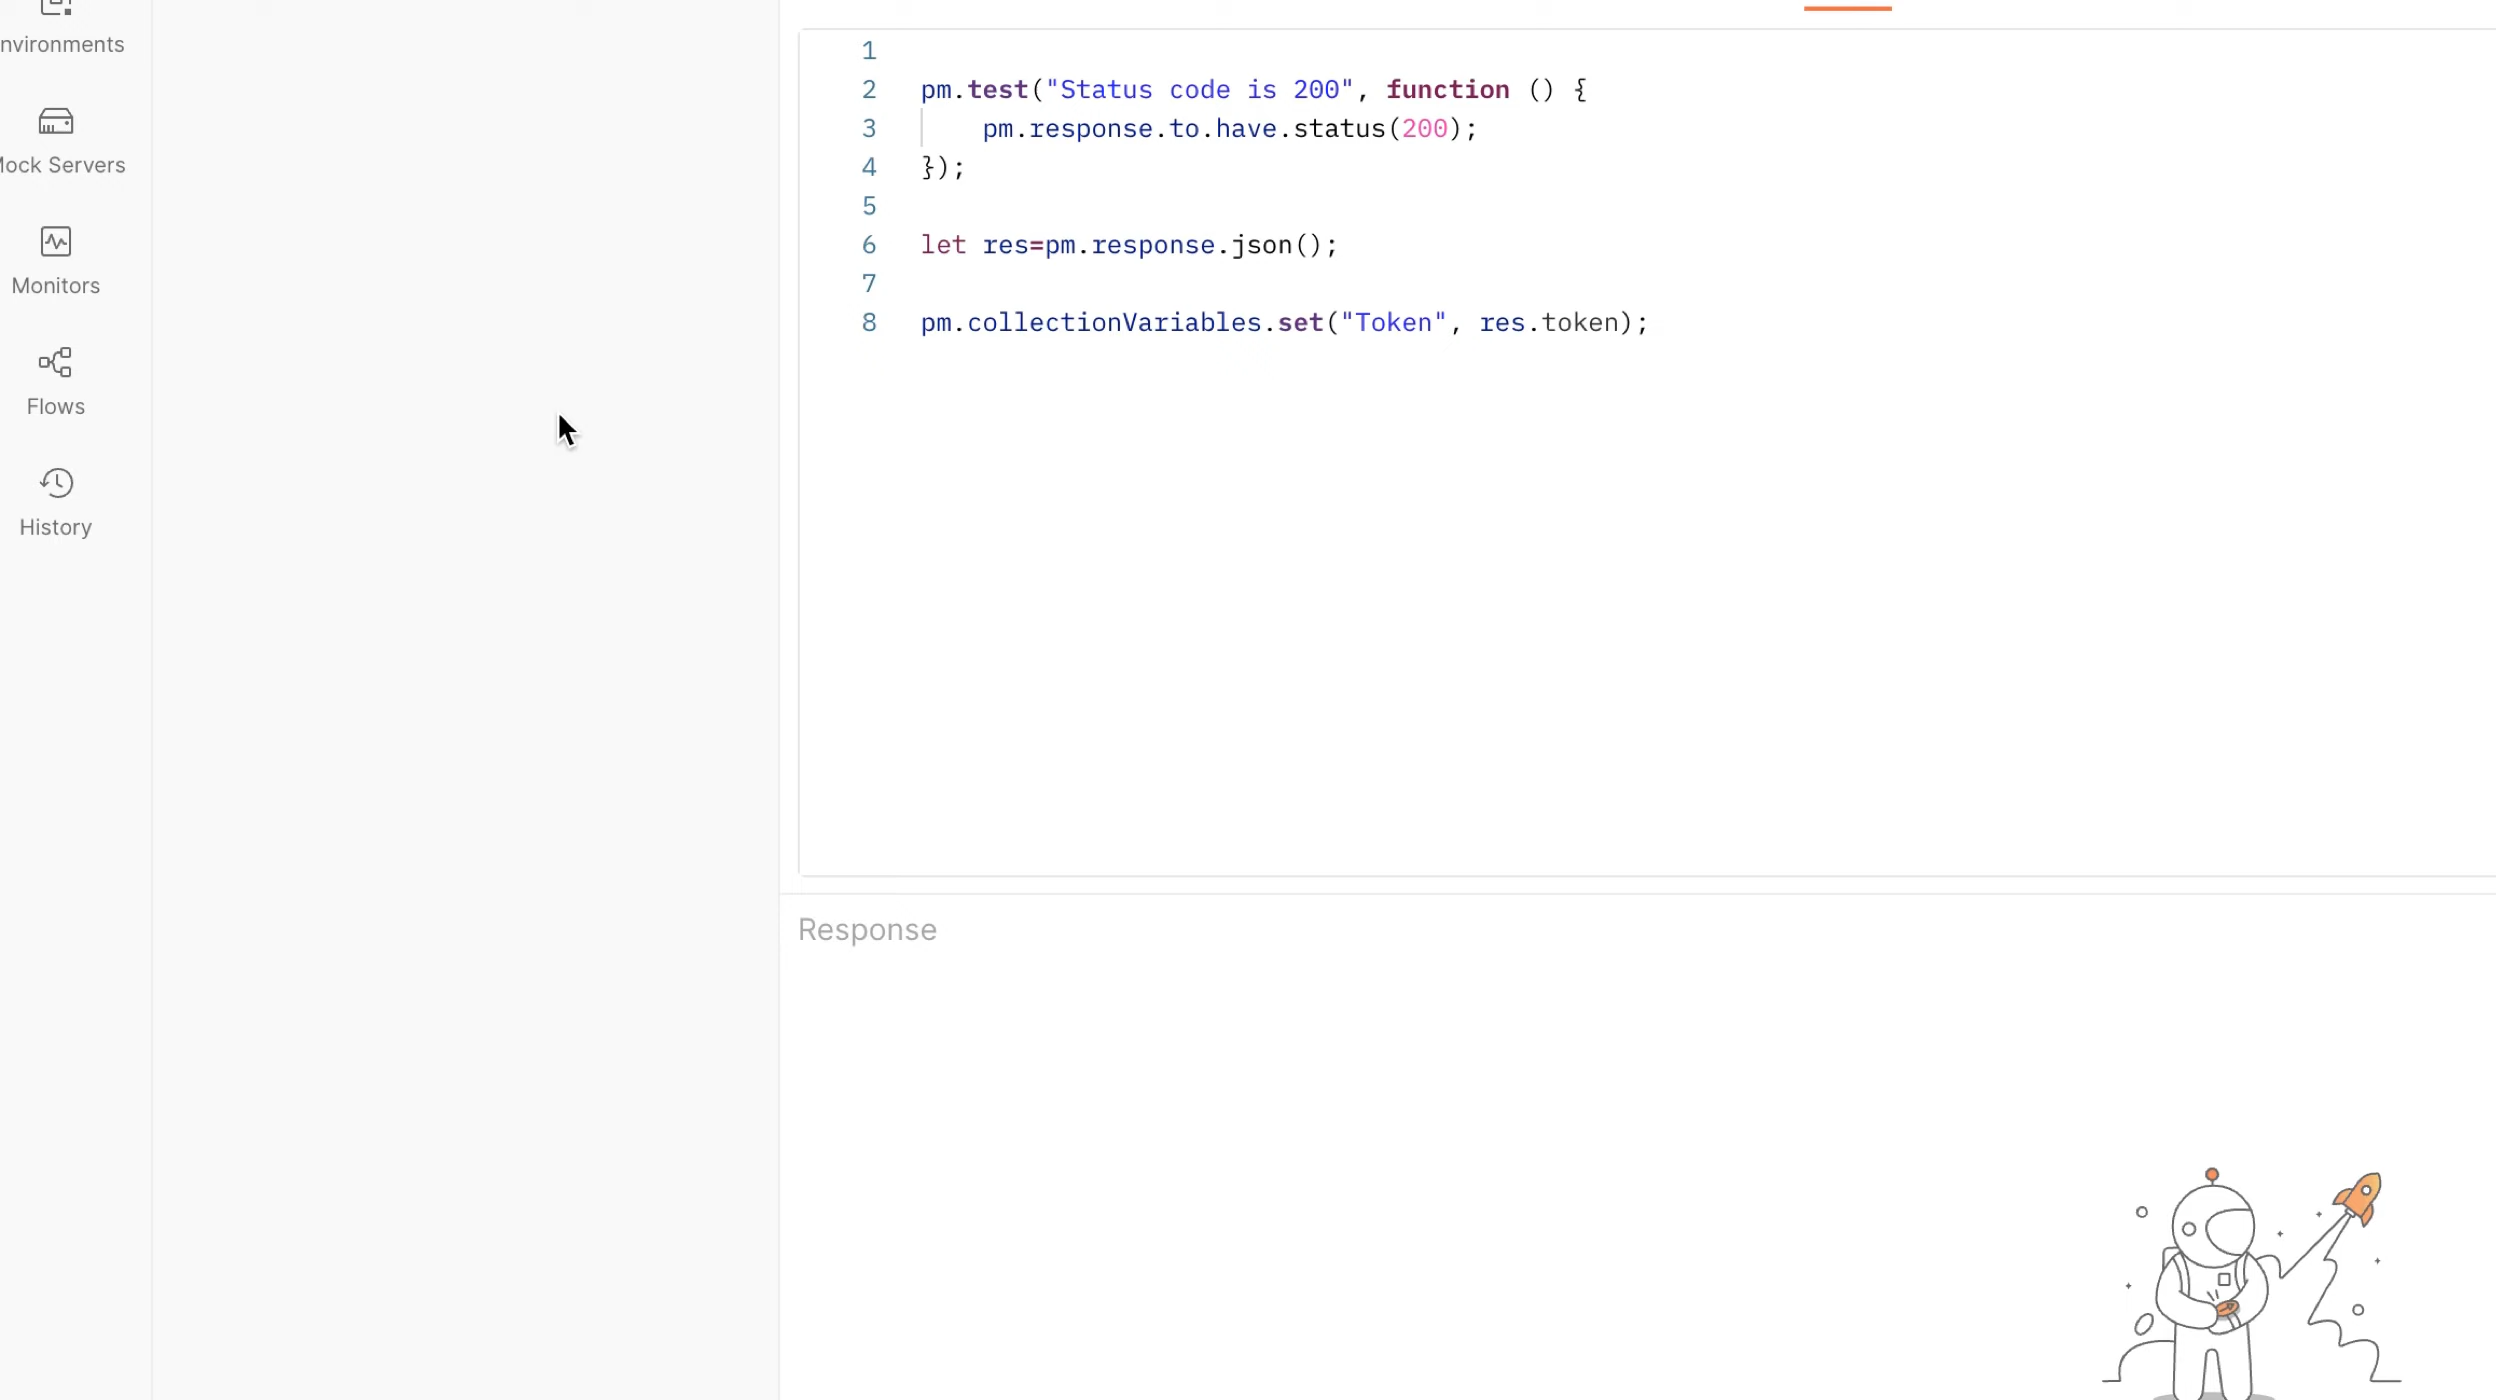 nvironments
Mock Servers
Monitors
Flows
History
1
2 pm.test("Status code is 200", function () {
3     pm.response.to.have.status(200);
4 });
5
6 let res=pm.response.json();
7
8 pm.collectionVariables.set("Token", res.token);
Response